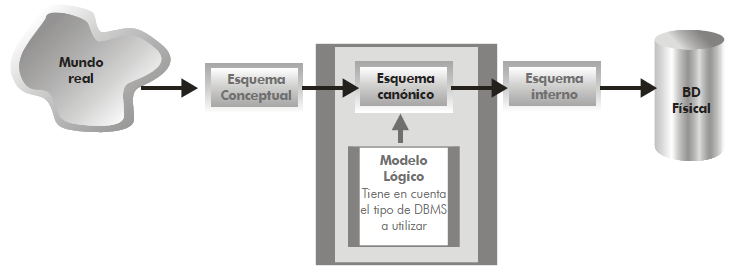 Mundo
real
Esquema
Conceptual
Esquema
canónico
Esquema
interno
BD
Físical
Modelo
Lógico
Tiene en cuenta
el tipo de DBMS
a utilizar